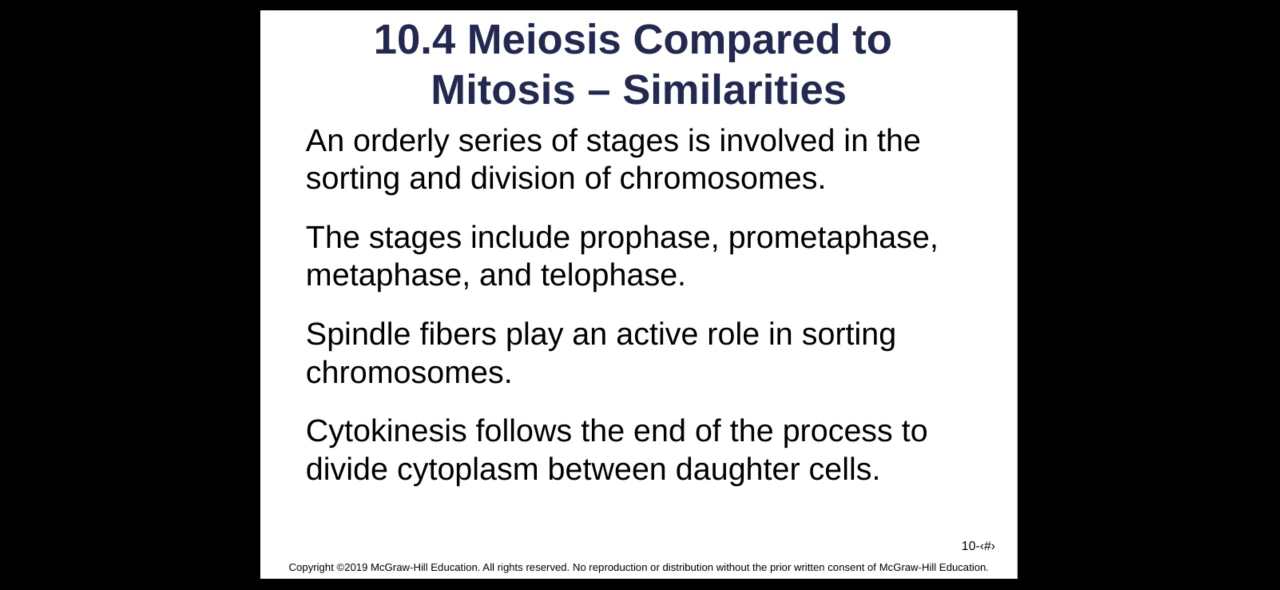 10.4 Meiosis Compared to
Mitosis – Similarities
An orderly series of stages is involved in the
sorting and division of chromosomes.
The stages include prophase, prometaphase,
metaphase, and telophase.
Spindle fibers play an active role in sorting
chromosomes.
Cytokinesis follows the end of the process to
divide cytoplasm between daughter cells.
10-‹#›
Copyright ©2019 McGraw-Hill Education. All rights reserved. No reproduction or distribution without the prior written consent of McGraw-Hill Education.